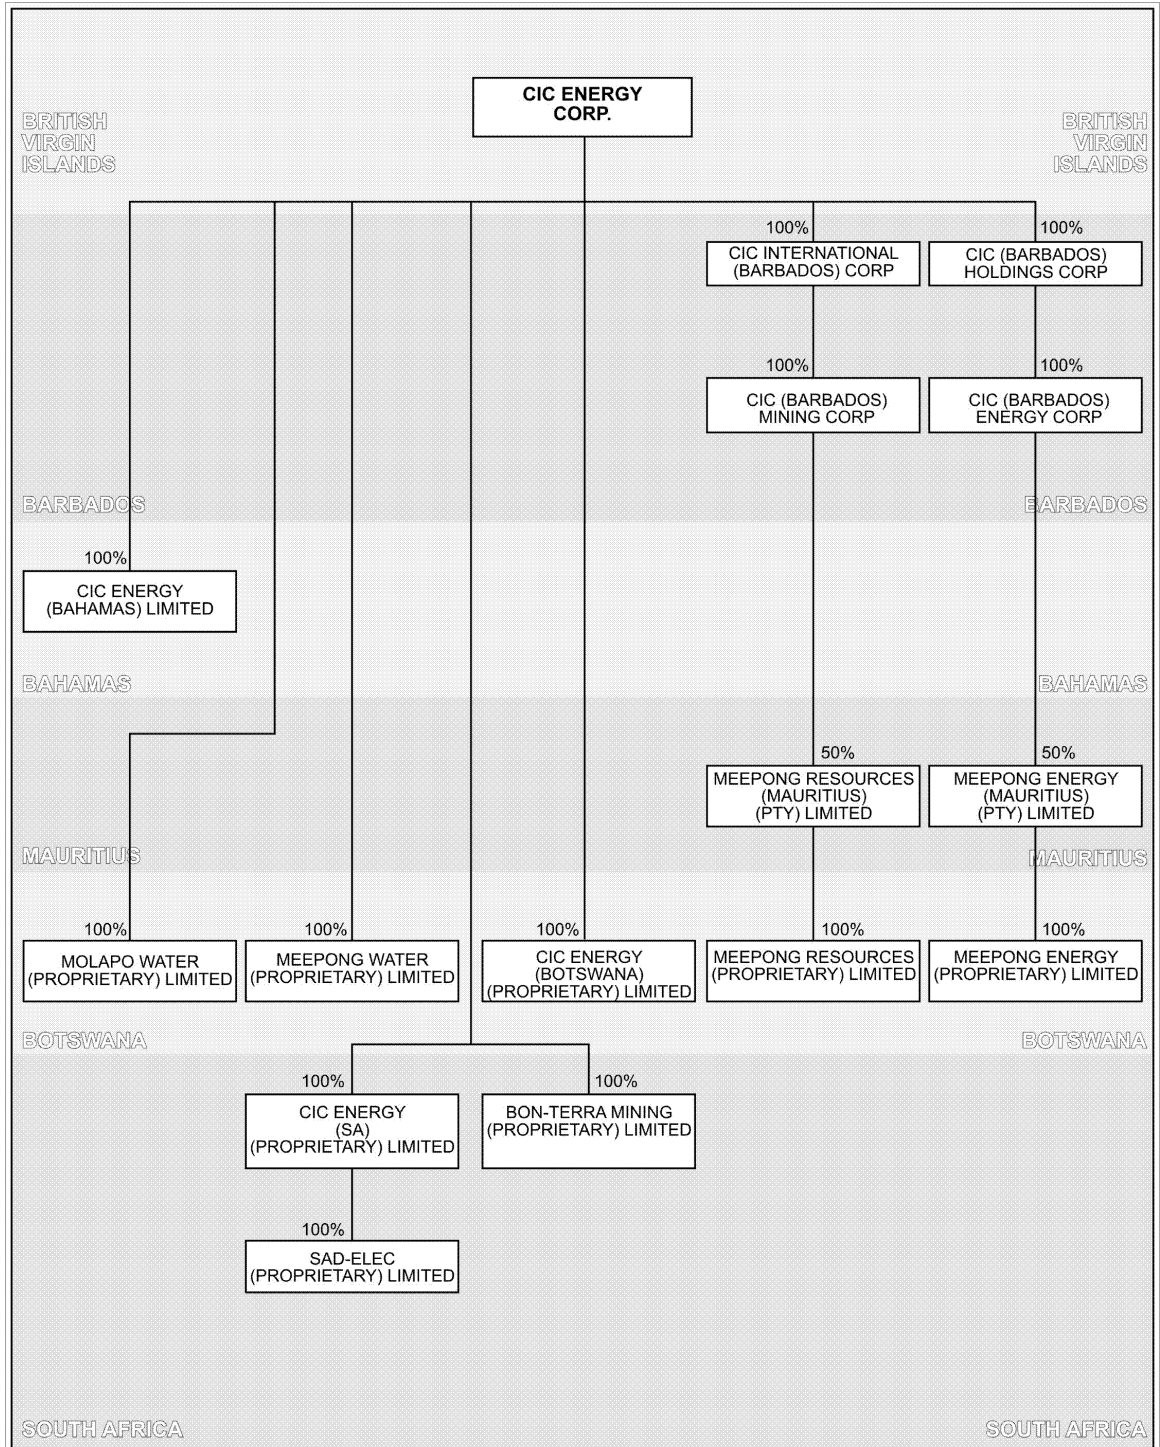 CIC ENERGY
CORP.
BRITISH
VIRGIN
ISLANDS
BRITISH
VIRGIN
ISLANDS
100%
CIC INTERNATIONAL
(BARBADOS) CORP
100%
CIC (BARBADOS)
HOLDINGS CORP
100%
CIC (BARBADOS)
MINING CORP
100%
CIC (BARBADOS)
ENERGY CORP
BARBADOS
BARBADOS
100%
CIC ENERGY
(BAHAMAS) LIMITED
BAHAMAS
BAHAMAS
50%
MEEPONG RESOURCES
(MAURITIUS)
(PTY) LIMITED
50%
MEEPONG ENERGY
(MAURITIUS)
(PTY) LIMITED
MAURITIUS
MAURITIUS
100%
MOLAPO WATER
(PROPRIETARY) LIMITED
100%
MEEPONG WATER
(PROPRIETARY) LIMITED
100%
CIC ENERGY
(BOTSWANA)
(PROPRIETARY) LIMITED
100%
MEEPONG RESOURCES
(PROPRIETARY) LIMITED
100%
MEEPONG ENERGY
(PROPRIETARY) LIMITED
BOTSWANA
BOTSWANA
100%
CIC ENERGY
(SA)
(PROPRIETARY) LIMITED
100%
BON-TERRA MINING
(PROPRIETARY) LIMITED
100%
SAD-ELEC
(PROPRIETARY) LIMITED
SOUTH AFRICA
SOUTH AFRICA